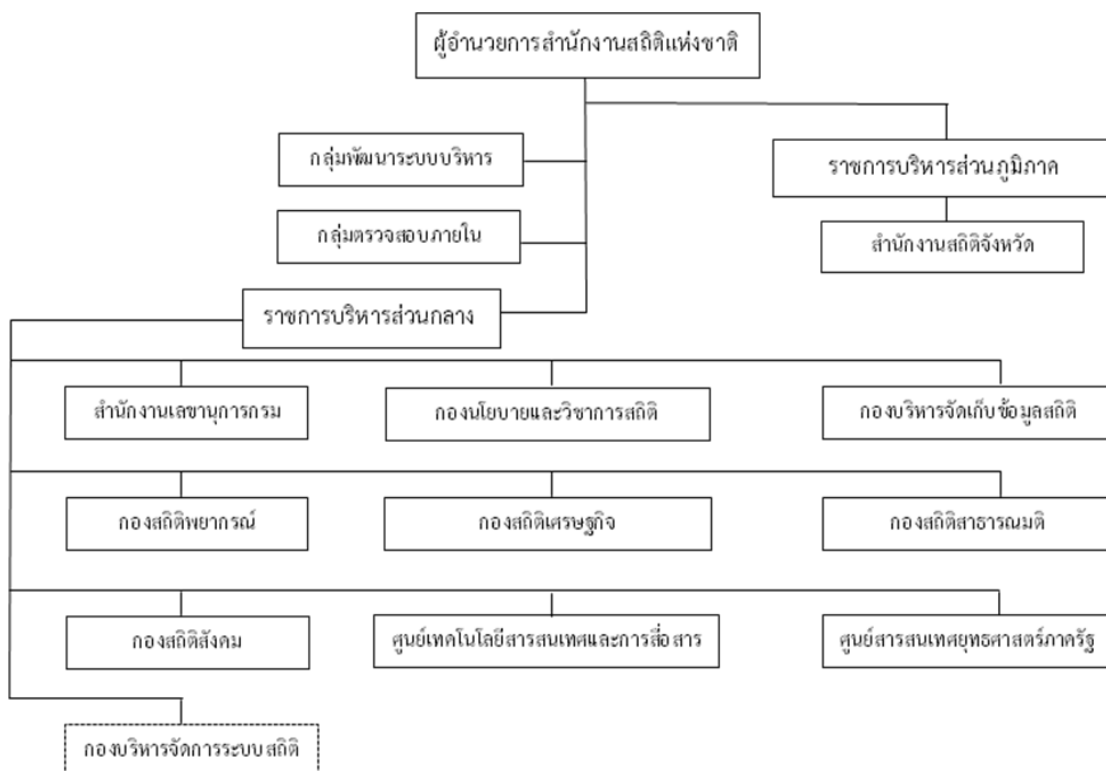 ผู้อำนวยการสำนักงานสถิติแห่งชาติ
กลุ่มพัฒนาระบบบริหาร
ราชการบริหารส่วนภูมิภาค
กลุ่มตรวจสอบภายใน
สำนักงานสถิติจังหวัด
ราชการบริหารส่วนกลาง
สำนักงานเลขานุการกรม
กองนโยบายและวิชาการสถิติ
กองบริหารจัดเก็บข้อมูลสถิติ
กองสถิติพยากรณ์
กองสถิติเศรษฐกิจ
กองสถิติสาธารณมติ
กองสถิติสังคม
ศูนย์เทคโนโลยีสารสนเทศและการสื่อสาร
ศูนย์สารสนเทศยุทธศาสตร์ภาครัฐ
กองบริหารจัดการระบบสถิติ